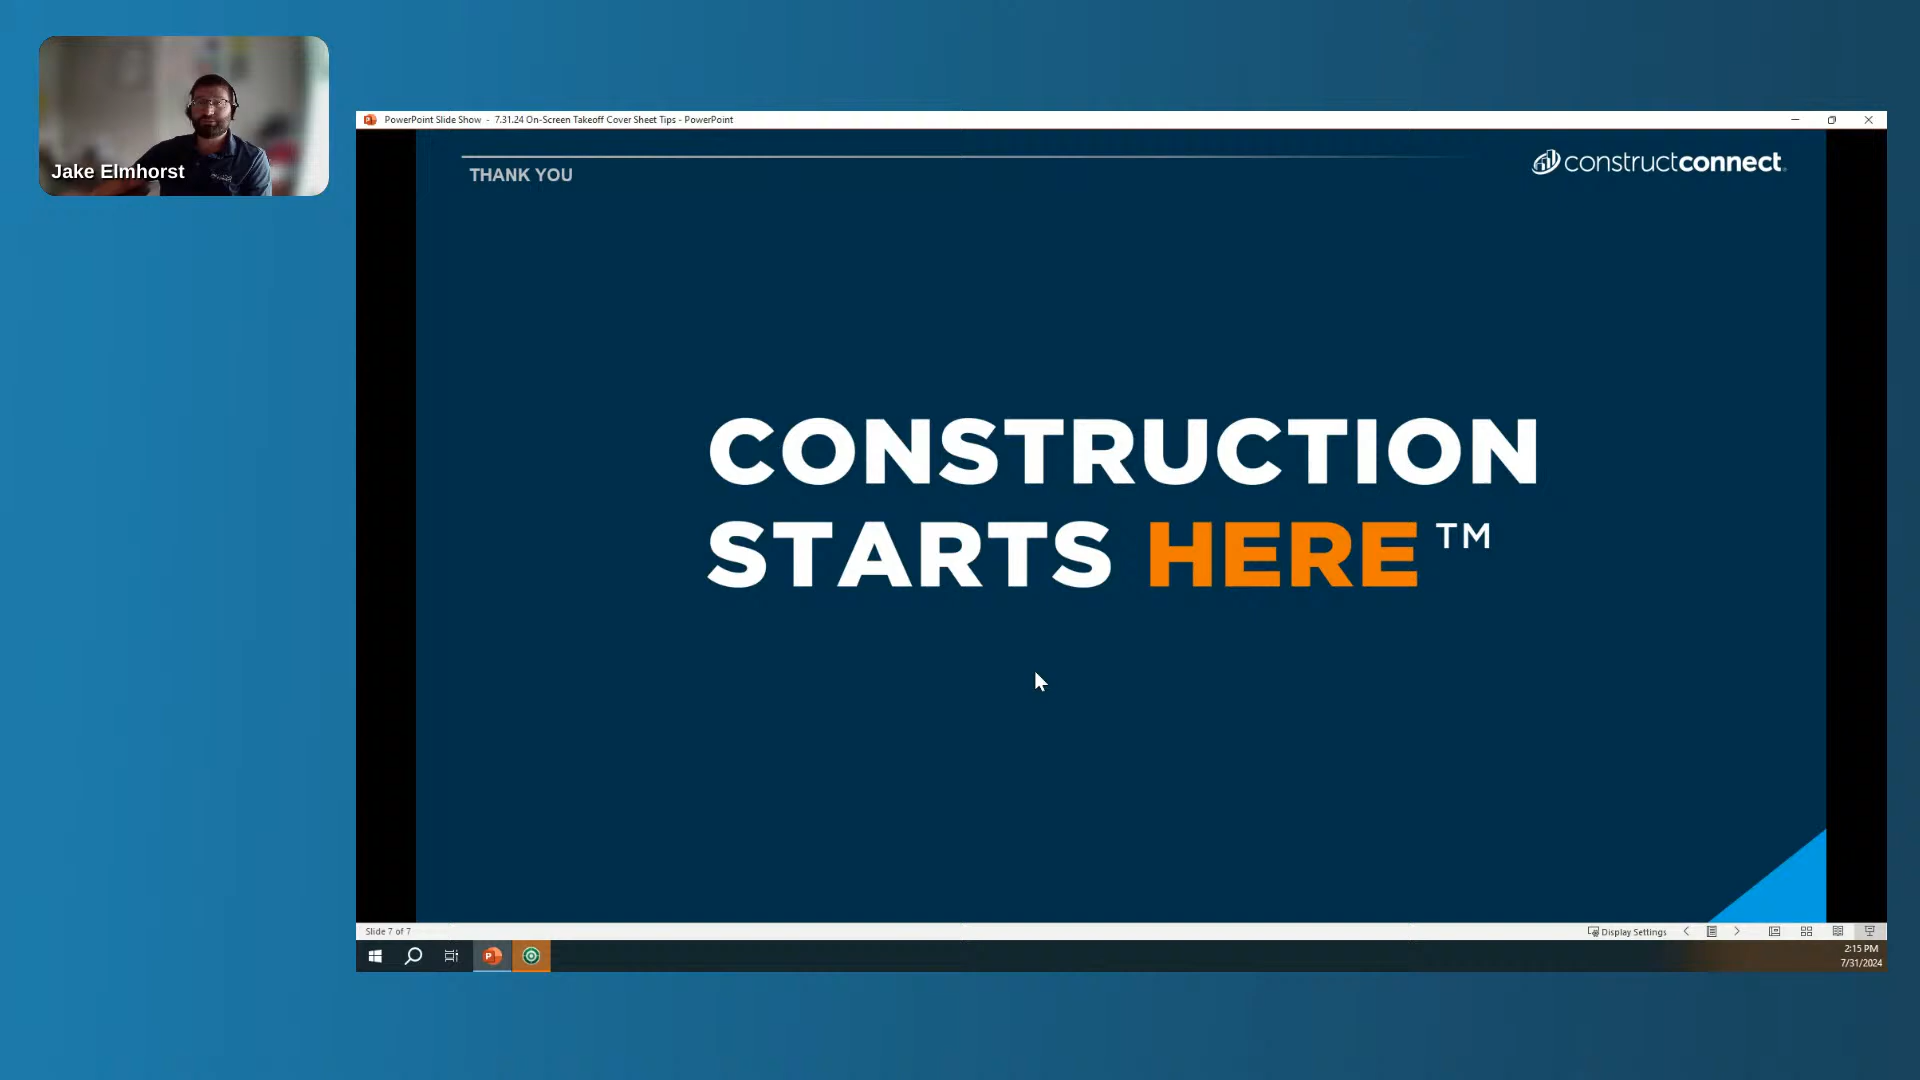 Jake Elmhorst
PowerPoint Slide Show - 7.31.24 On-Screen Takeoff Cover Sheet Tips - PowerPoint
THANK YOU
constructconnect
CONSTRUCTION
STARTS HERE™
Slide 7 of 7
Display Settings
2:15 PM
7/31/2024